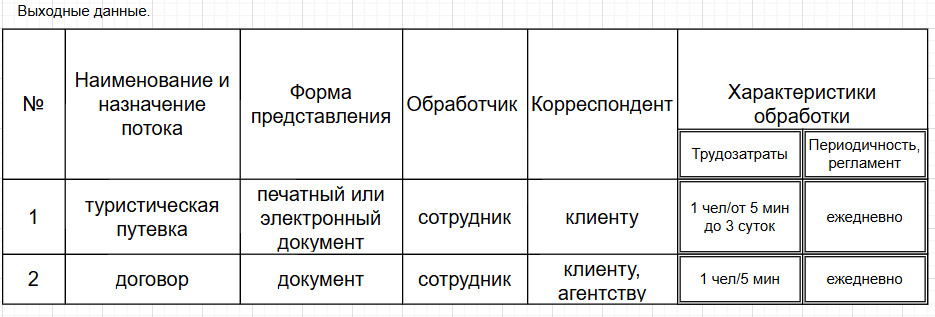 Выходные данные.
№
Наименование и
назначение
потока
Форма
представления
Обработчик
Корреспондент
Характеристики
обработки
Трудозатраты
Периодичность,
регламент
1
туристическая
путевка
печатный или
электронный
документ
сотрудник
клиенту
1 чел/от 5 мин
до 3 суток
ежедневно
2
договор
документ
сотрудник
клиенту,
агентству
1 чел/5 мин
ежедневно